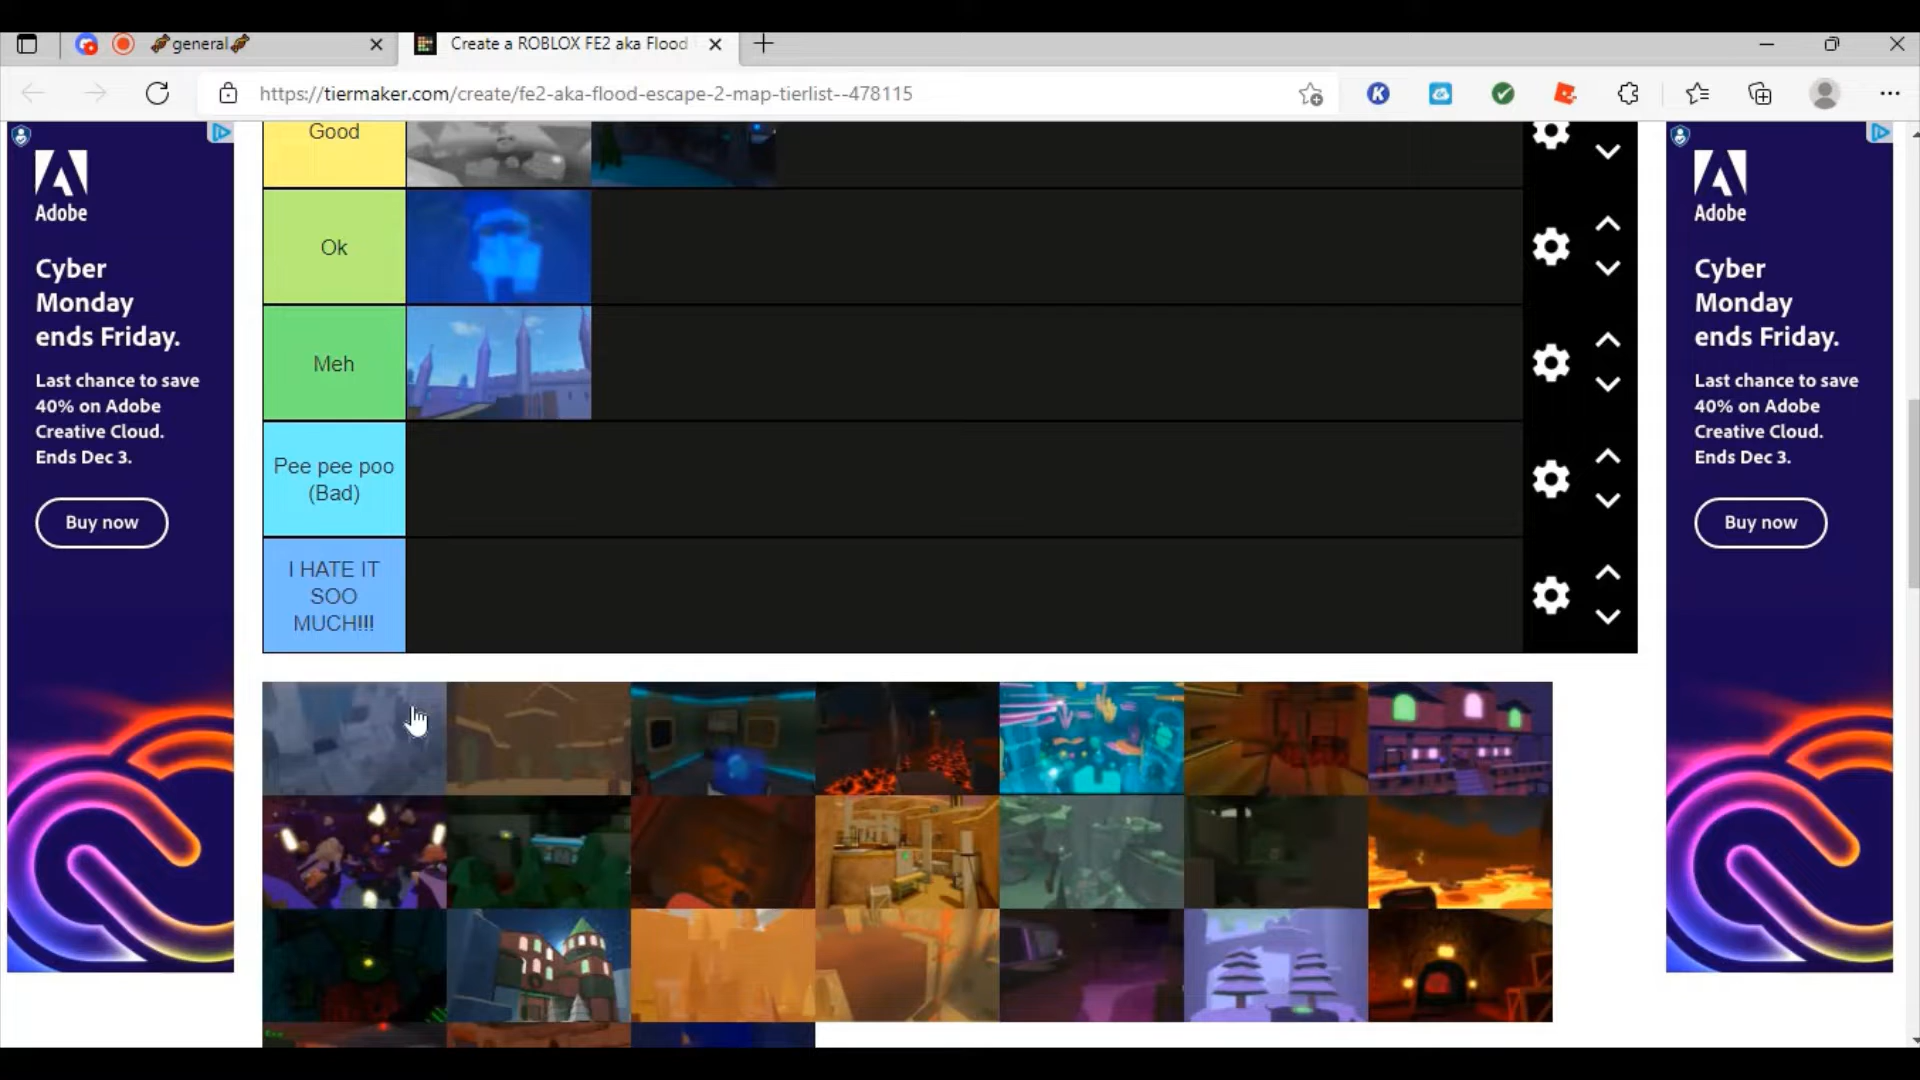 general
Create a ROBLOX FE2 aka Flood
https://tiermaker.com/create/fe2-aka-flood-escape-2-map-tierlist--478115
Adobe
Cyber
Monday
ends Friday.
Last chance to save
40% on Adobe
Creative Cloud.
Ends Dec 3.
Buy now
Good
Ok
Meh
Pee pee poo
(Bad)
I HATE IT
SOO
MUCH!!!
Adobe
Cyber
Monday
ends Friday.
Last chance to save
40% on Adobe
Creative Cloud.
Ends Dec 3.
Buy now